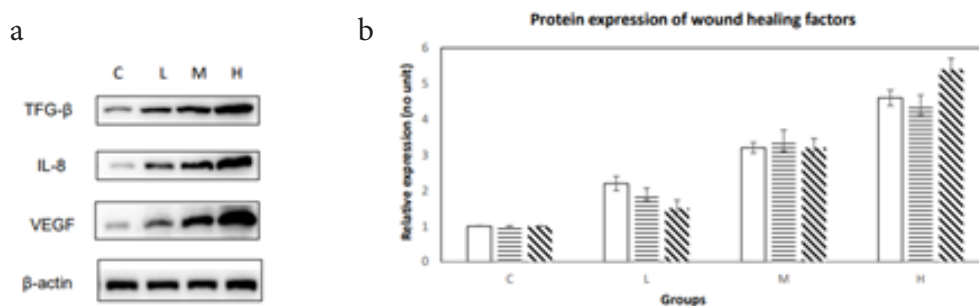 a
C L M H
TFG-β
IL-8
VEGF
β-actin
b
Protein expression of wound healing factors
Relative expression (no unit)
6
5
4
3
2
1
0
C L M H
Groups